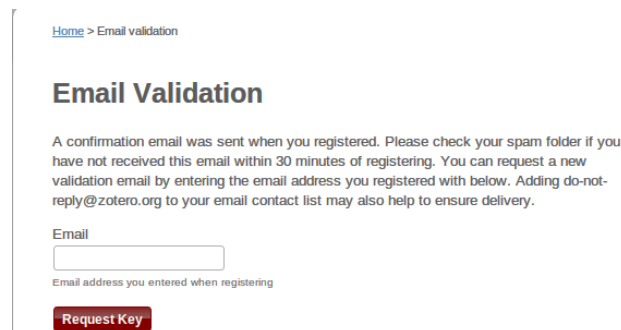 Home > Email validation
Email Validation
A confirmation email was sent when you registered. Please check your spam folder if you
have not received this email within 30 minutes of registering. You can request a new
validation email by entering the email address you registered with below. Adding do-not-
reply@zotero.org to your email contact list may also help to ensure delivery.
Email
Email address you entered when registering
Request Key